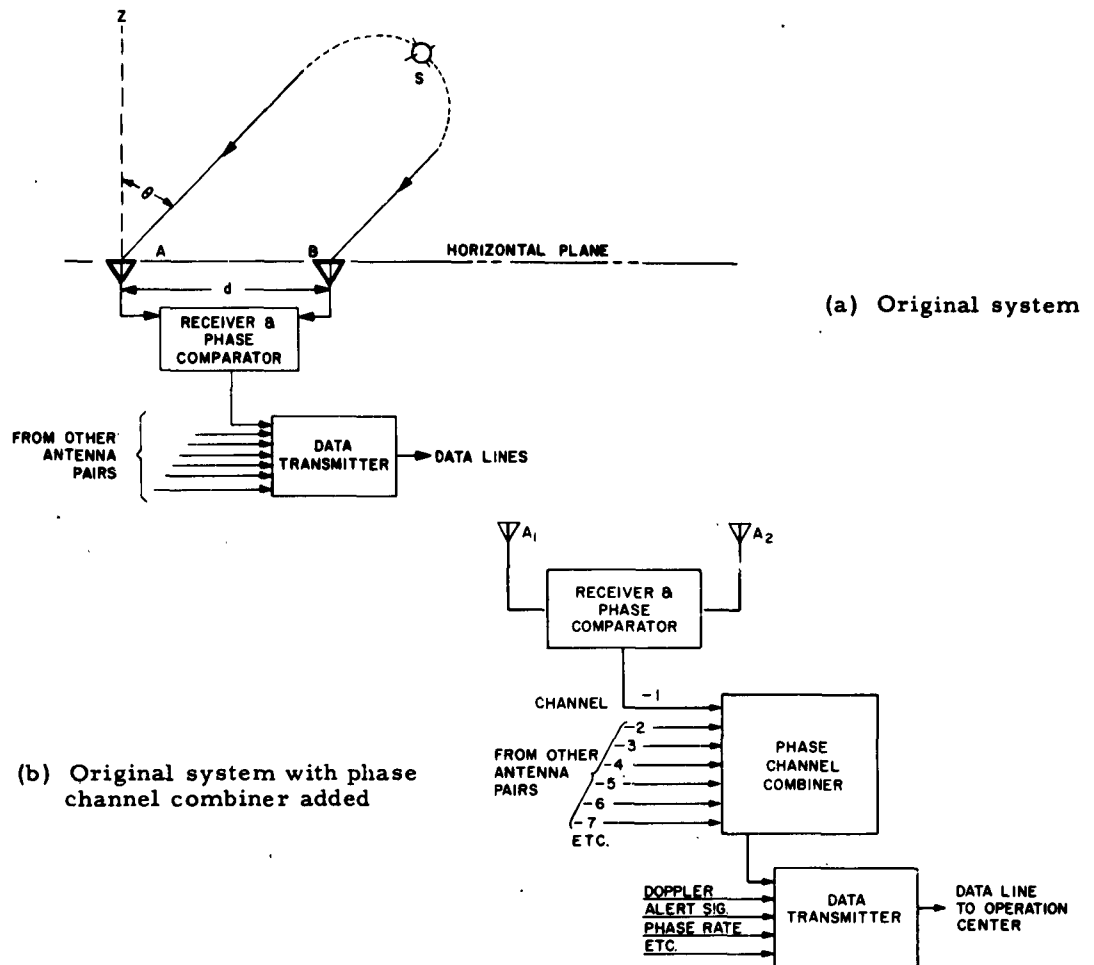 Z
S
θ
A
B
HORIZONTAL PLANE
d
(a) Original system
RECEIVER &
PHASE
COMPARATOR
FROM OTHER
ANTENNA
PAIRS
DATA
TRANSMITTER
DATA LINES
A1
A2
RECEIVER &
PHASE
COMPARATOR
CHANNEL
-1
-2
-3
-4
-5
-6
-7
ETC.
FROM OTHER
ANTENNA
PAIRS
PHASE
CHANNEL
COMBINER
(b) Original system with phase
channel combiner added
DOPPLER
ALERT SIG.
PHASE RATE
ETC.
DATA
TRANSMITTER
DATA LINE
TO OPERATION
CENTER